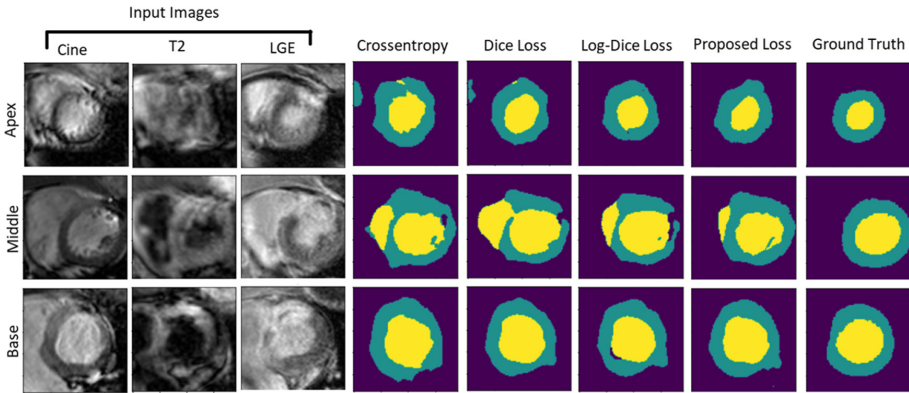 Input Images
Cine T2 LGE Crossentropy Dice Loss Log-Dice Loss Proposed Loss Ground Truth
Apex
Middle
Base